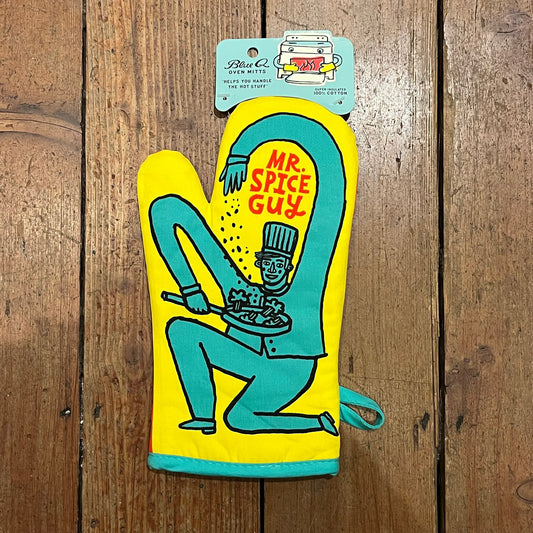 Blue Q
OVEN MITTS
"HELPS YOU HANDLE
THE HOT STUFF"
SUPER-INSULATED
100% COTTON
MR.
SPICE
GUY